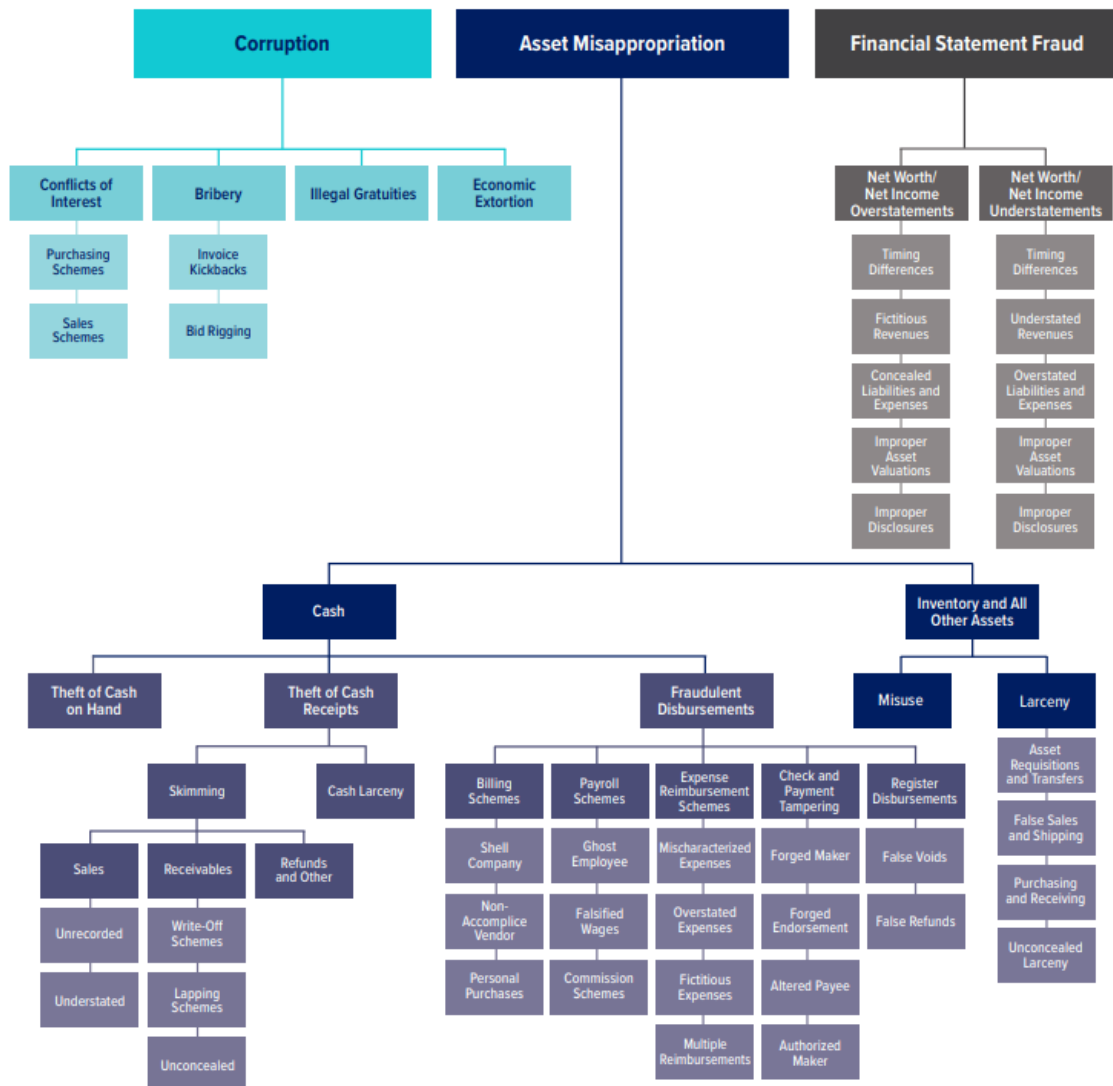 Corruption
Asset Misappropriation
Financial Statement Fraud
Conflicts of
Interest
Bribery
Illegal Gratuities
Economic
Extortion
Purchasing
Schemes
Sales
Schemes
Invoice
Kickbacks
Bid Rigging
Net Worth/
Net Income
Overstatements
Net Worth/
Net Income
Understatements
Timing
Differences
Fictitious
Revenues
Concealed
Liabilities and
Expenses
Improper
Asset
Valuations
Improper
Disclosures
Timing
Differences
Understated
Revenues
Overstated
Liabilities and
Expenses
Improper
Asset
Valuations
Improper
Disclosures
Cash
Inventory and All
Other Assets
Theft of Cash
on Hand
Theft of Cash
Receipts
Fraudulent
Disbursements
Misuse
Larceny
Skimming
Cash Larceny
Sales
Receivables
Refunds
and Other
Unrecorded
Understated
Write-Off
Schemes
Lapping
Schemes
Unconcealed
Billing
Schemes
Shell
Company
Non-
Accomplice
Vendor
Personal
Purchases
Payroll
Schemes
Ghost
Employee
Falsified
Wages
Commission
Schemes
Expense
Reimbursement
Schemes
Mischaracterized
Expenses
Overstated
Expenses
Fictitious
Expenses
Multiple
Reimbursements
Check and
Payment
Tampering
Forged Maker
Forged
Endorsement
Altered Payee
Authorized
Maker
Register
Disbursements
False Voids
False Refunds
Asset
Requisitions
and Transfers
False Sales
and Shipping
Purchasing
and Receiving
Unconcealed
Larceny